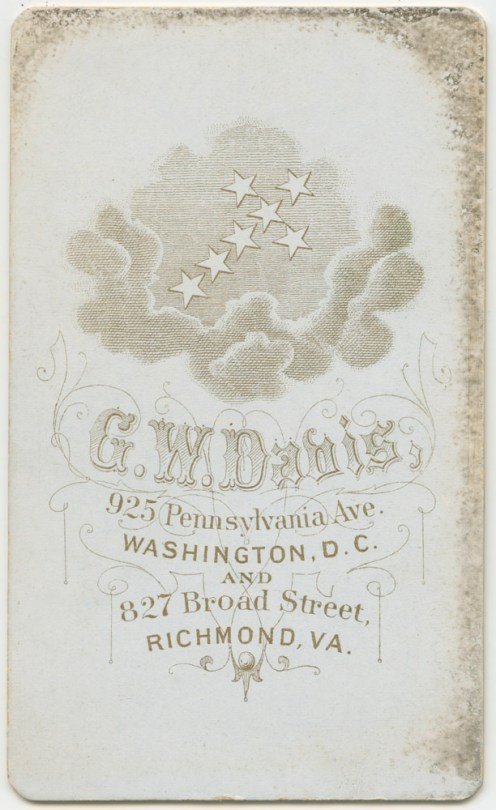 G. W. Davis,
925 Pennsylvania Ave.
WASHINGTON, D.C.
AND
827 Broad Street,
RICHMOND, VA.